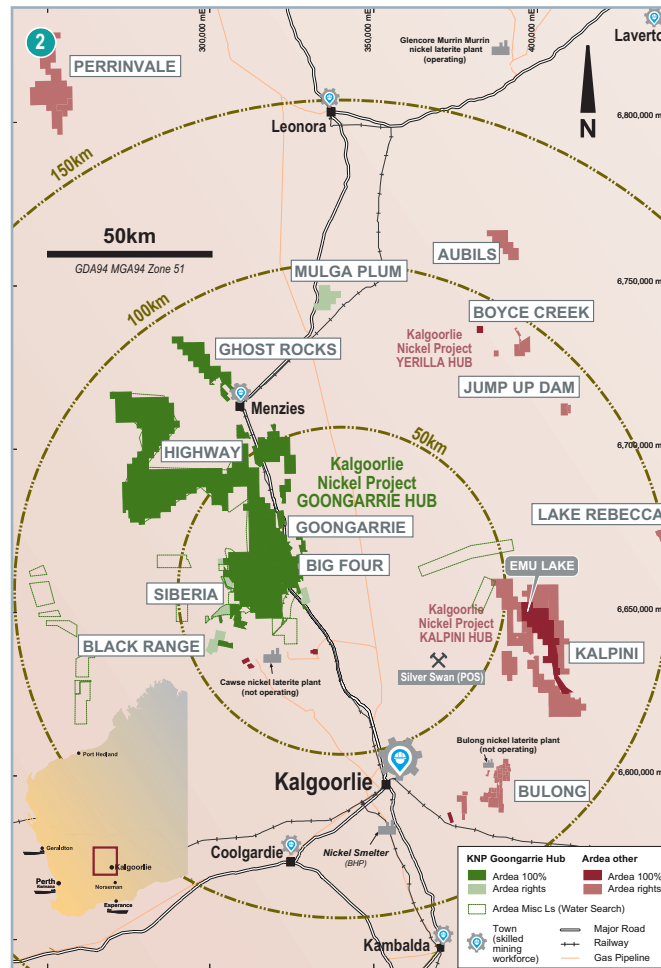 2
PERRINVALE
300,000 mE
350,000 mE
400,000 mE
Glencore Murrin Murrin
nickel laterite plant
(operating)
Laverto
Leonora
N
6,800,000 m
150km
50km
GDA94 MGA94 Zone 51
AUBILS
MULGA PLUM
6,750,000 m
100km
BOYCE CREEK
Kalgoorlie
Nickel Project
YERILLA HUB
GHOST ROCKS
JUMP UP DAM
Menzies
50km
6,700,000 m
HIGHWAY
Kalgoorlie
Nickel Project
GOONGARRIE HUB
GOONGARRIE
LAKE REBECCA
BIG FOUR
EMU LAKE
SIBERIA
Kalgoorlie
Nickel Project
KALPINI HUB
6,650,000 m
BLACK RANGE
KALPINI
Silver Swan (POS)
Cawse nickel laterite plant
(not operating)
Bulong nickel laterite plant
(not operating)
Kalgoorlie
6,600,000 m
BULONG
Port Hedland
Geraldton
Kalgoorlie
Perth
Kwinana
Norseman
Esperance
Coolgardie
Nickel Smelter
(BHP)
Kambalda
KNP Goongarrie Hub
Ardea 100%
Ardea rights
Ardea other
Ardea 100%
Ardea rights
Ardea Misc Ls (Water Search)
Town
(skilled
mining
workforce)
Major Road
Railway
Gas Pipeline